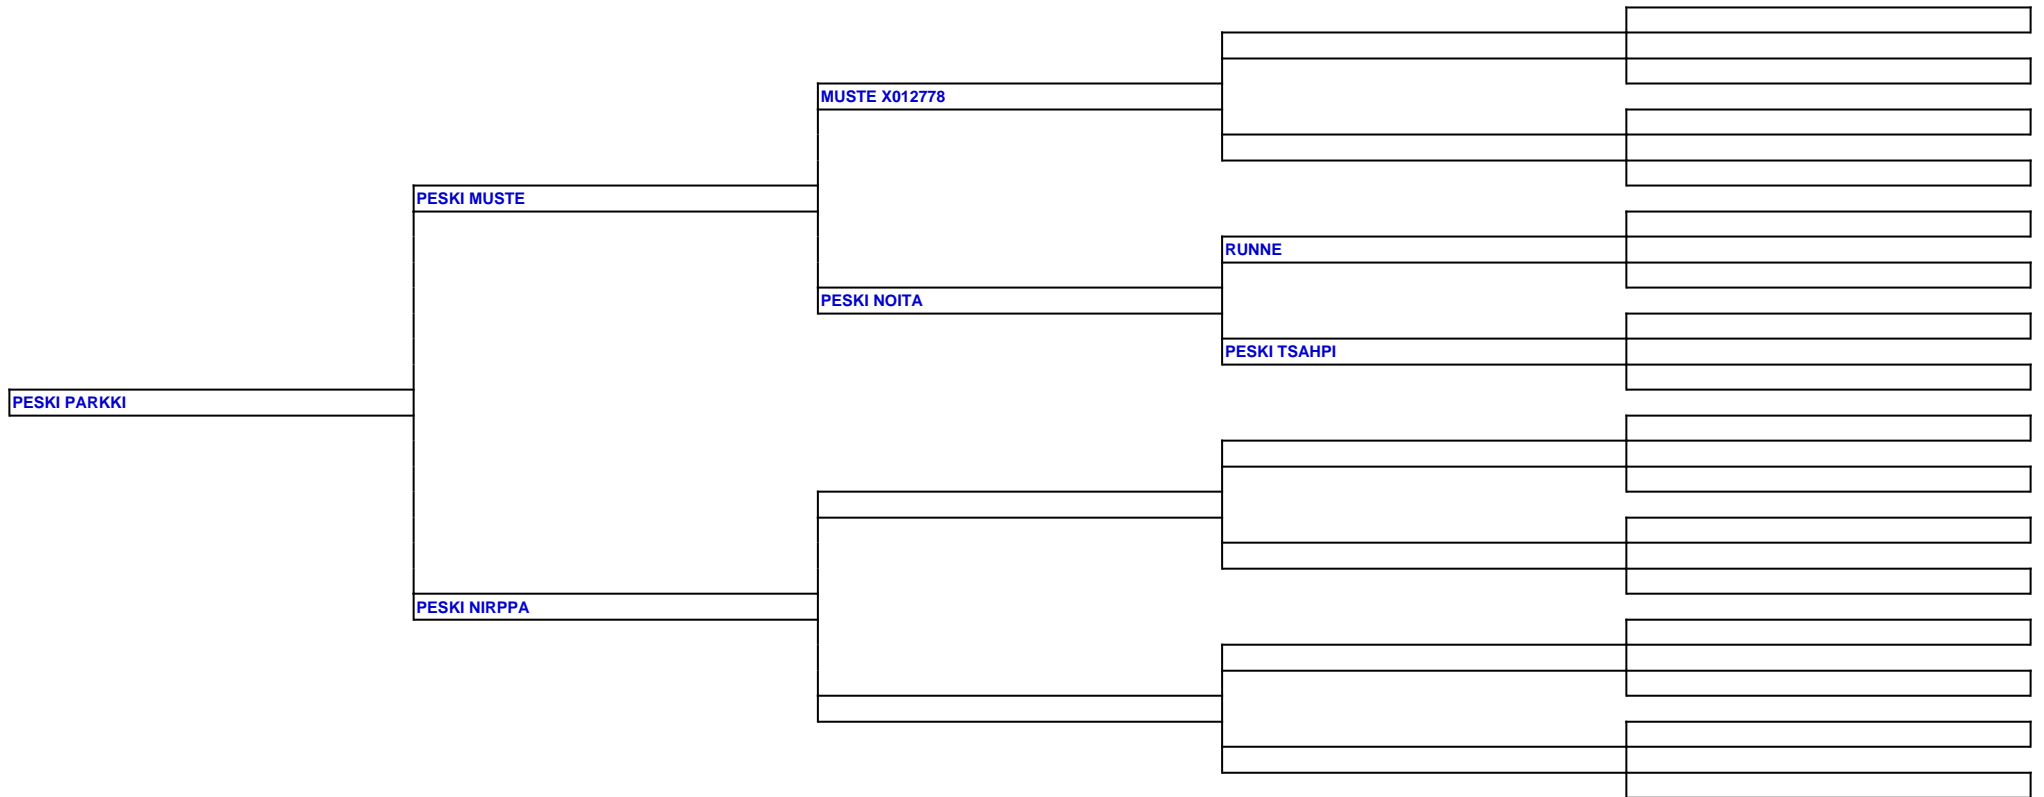 MUSTE X012778
PESKI MUSTE
RUNNE
PESKI NOITA
PESKI TSAHPI
PESKI PARKKI
PESKI NIRPPA